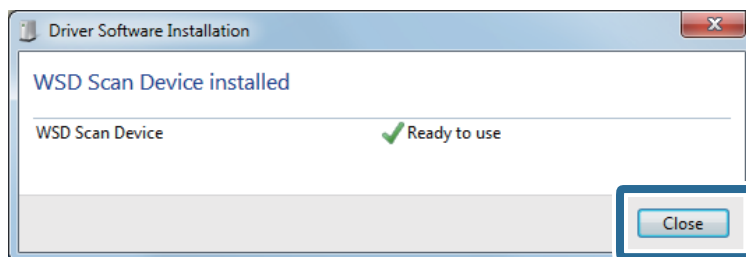 Driver Software Installation
WSD Scan Device installed
WSD Scan Device Ready to use
Close